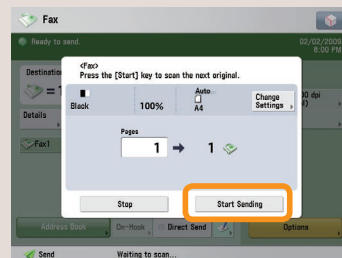 Fax
Ready to send.
02/02/2009
8:00 PM
Destination
<Fax>
Press the [Start] key to scan the next original.
Black
100%
Auto
A4
Change
Settings
00 dpi
Details
Fax1
Pages
1 → 1
Stop
Start Sending
Address Book
On-Hook
Direct Send
Options
Send
Waiting to scan...